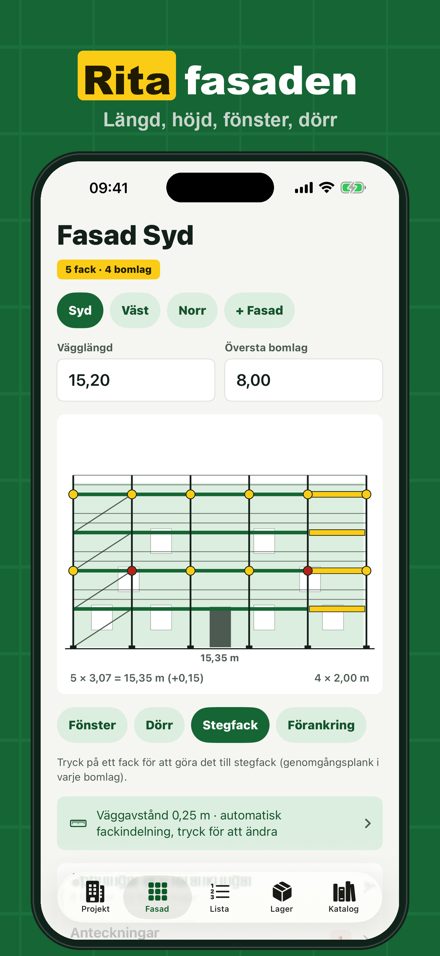 Rita fasaden
Längd, höjd, fönster, dörr
09:41
Fasad Syd
5 fack · 4 bomlag
Syd
Väst
Norr
+ Fasad
Vägglängd
Översta bomlag
15,20
8,00
15,35 m
5 × 3,07 = 15,35 m (+0,15)
4 × 2,00 m
Fönster
Dörr
Stegfack
Förankring
Tryck på ett fack för att göra det till stegfack (genomgångsplank i
varje bomlag).
Väggavstånd 0,25 m · automatisk
fackindelning, tryck för att ändra
Projekt
Fasad
Lista
Lager
Katalog
Anteckningar